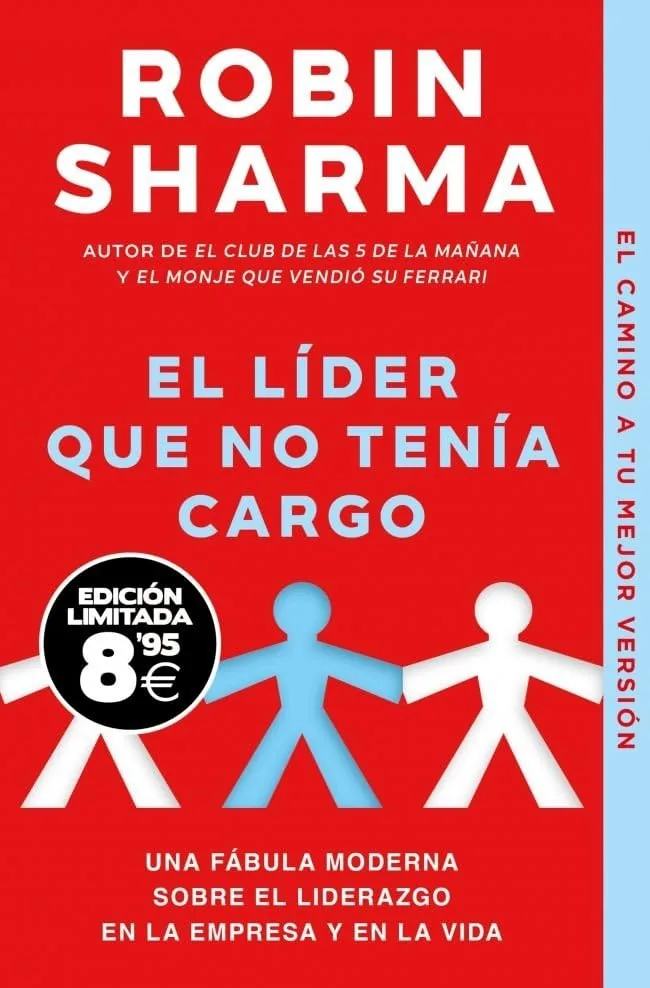 ROBIN
SHARMA
AUTOR DE EL CLUB DE LAS 5 DE LA MAÑANA
Y EL MONJE QUE VENDIÓ SU FERRARI
EL LÍDER
QUE NO TENÍA
CARGO
EDICIÓN
LIMITADA
8'95
€
UNA FÁBULA MODERNA
SOBRE EL LIDERAZGO
EN LA EMPRESA Y EN LA VIDA
EL CAMINO A TU MEJOR VERSIÓN